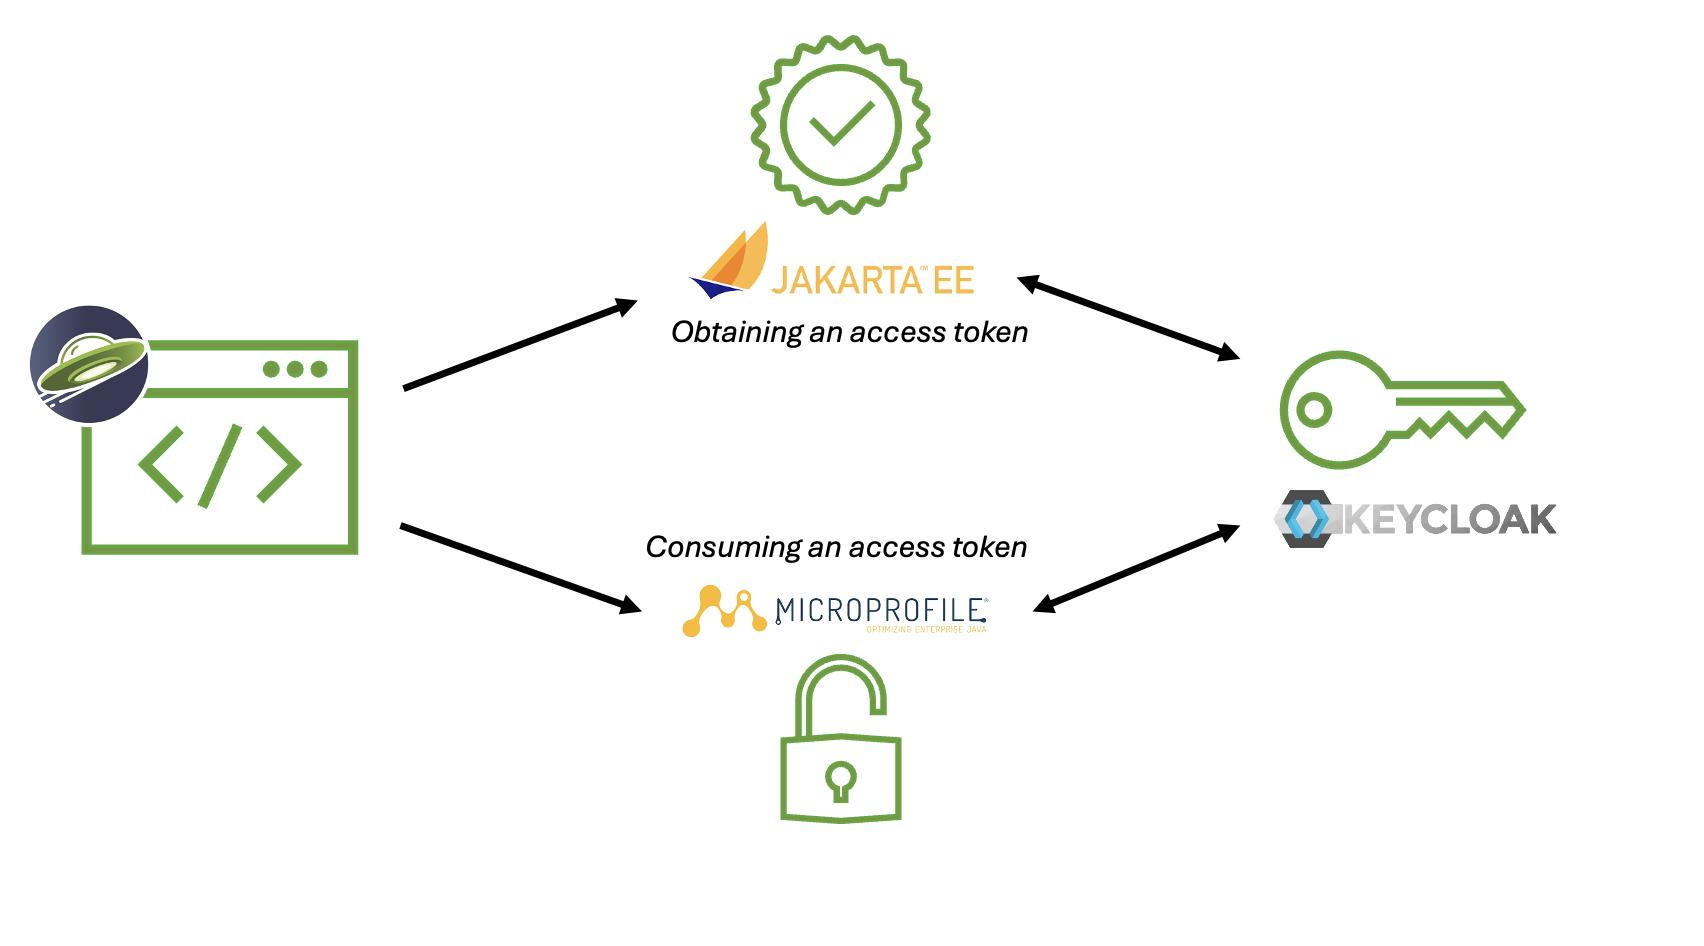 JAKARTA™ EE
Obtaining an access token
</>
KEYCLOAK
Consuming an access token
MICROPROFILE®
OPTIMIZING ENTERPRISE JAVA